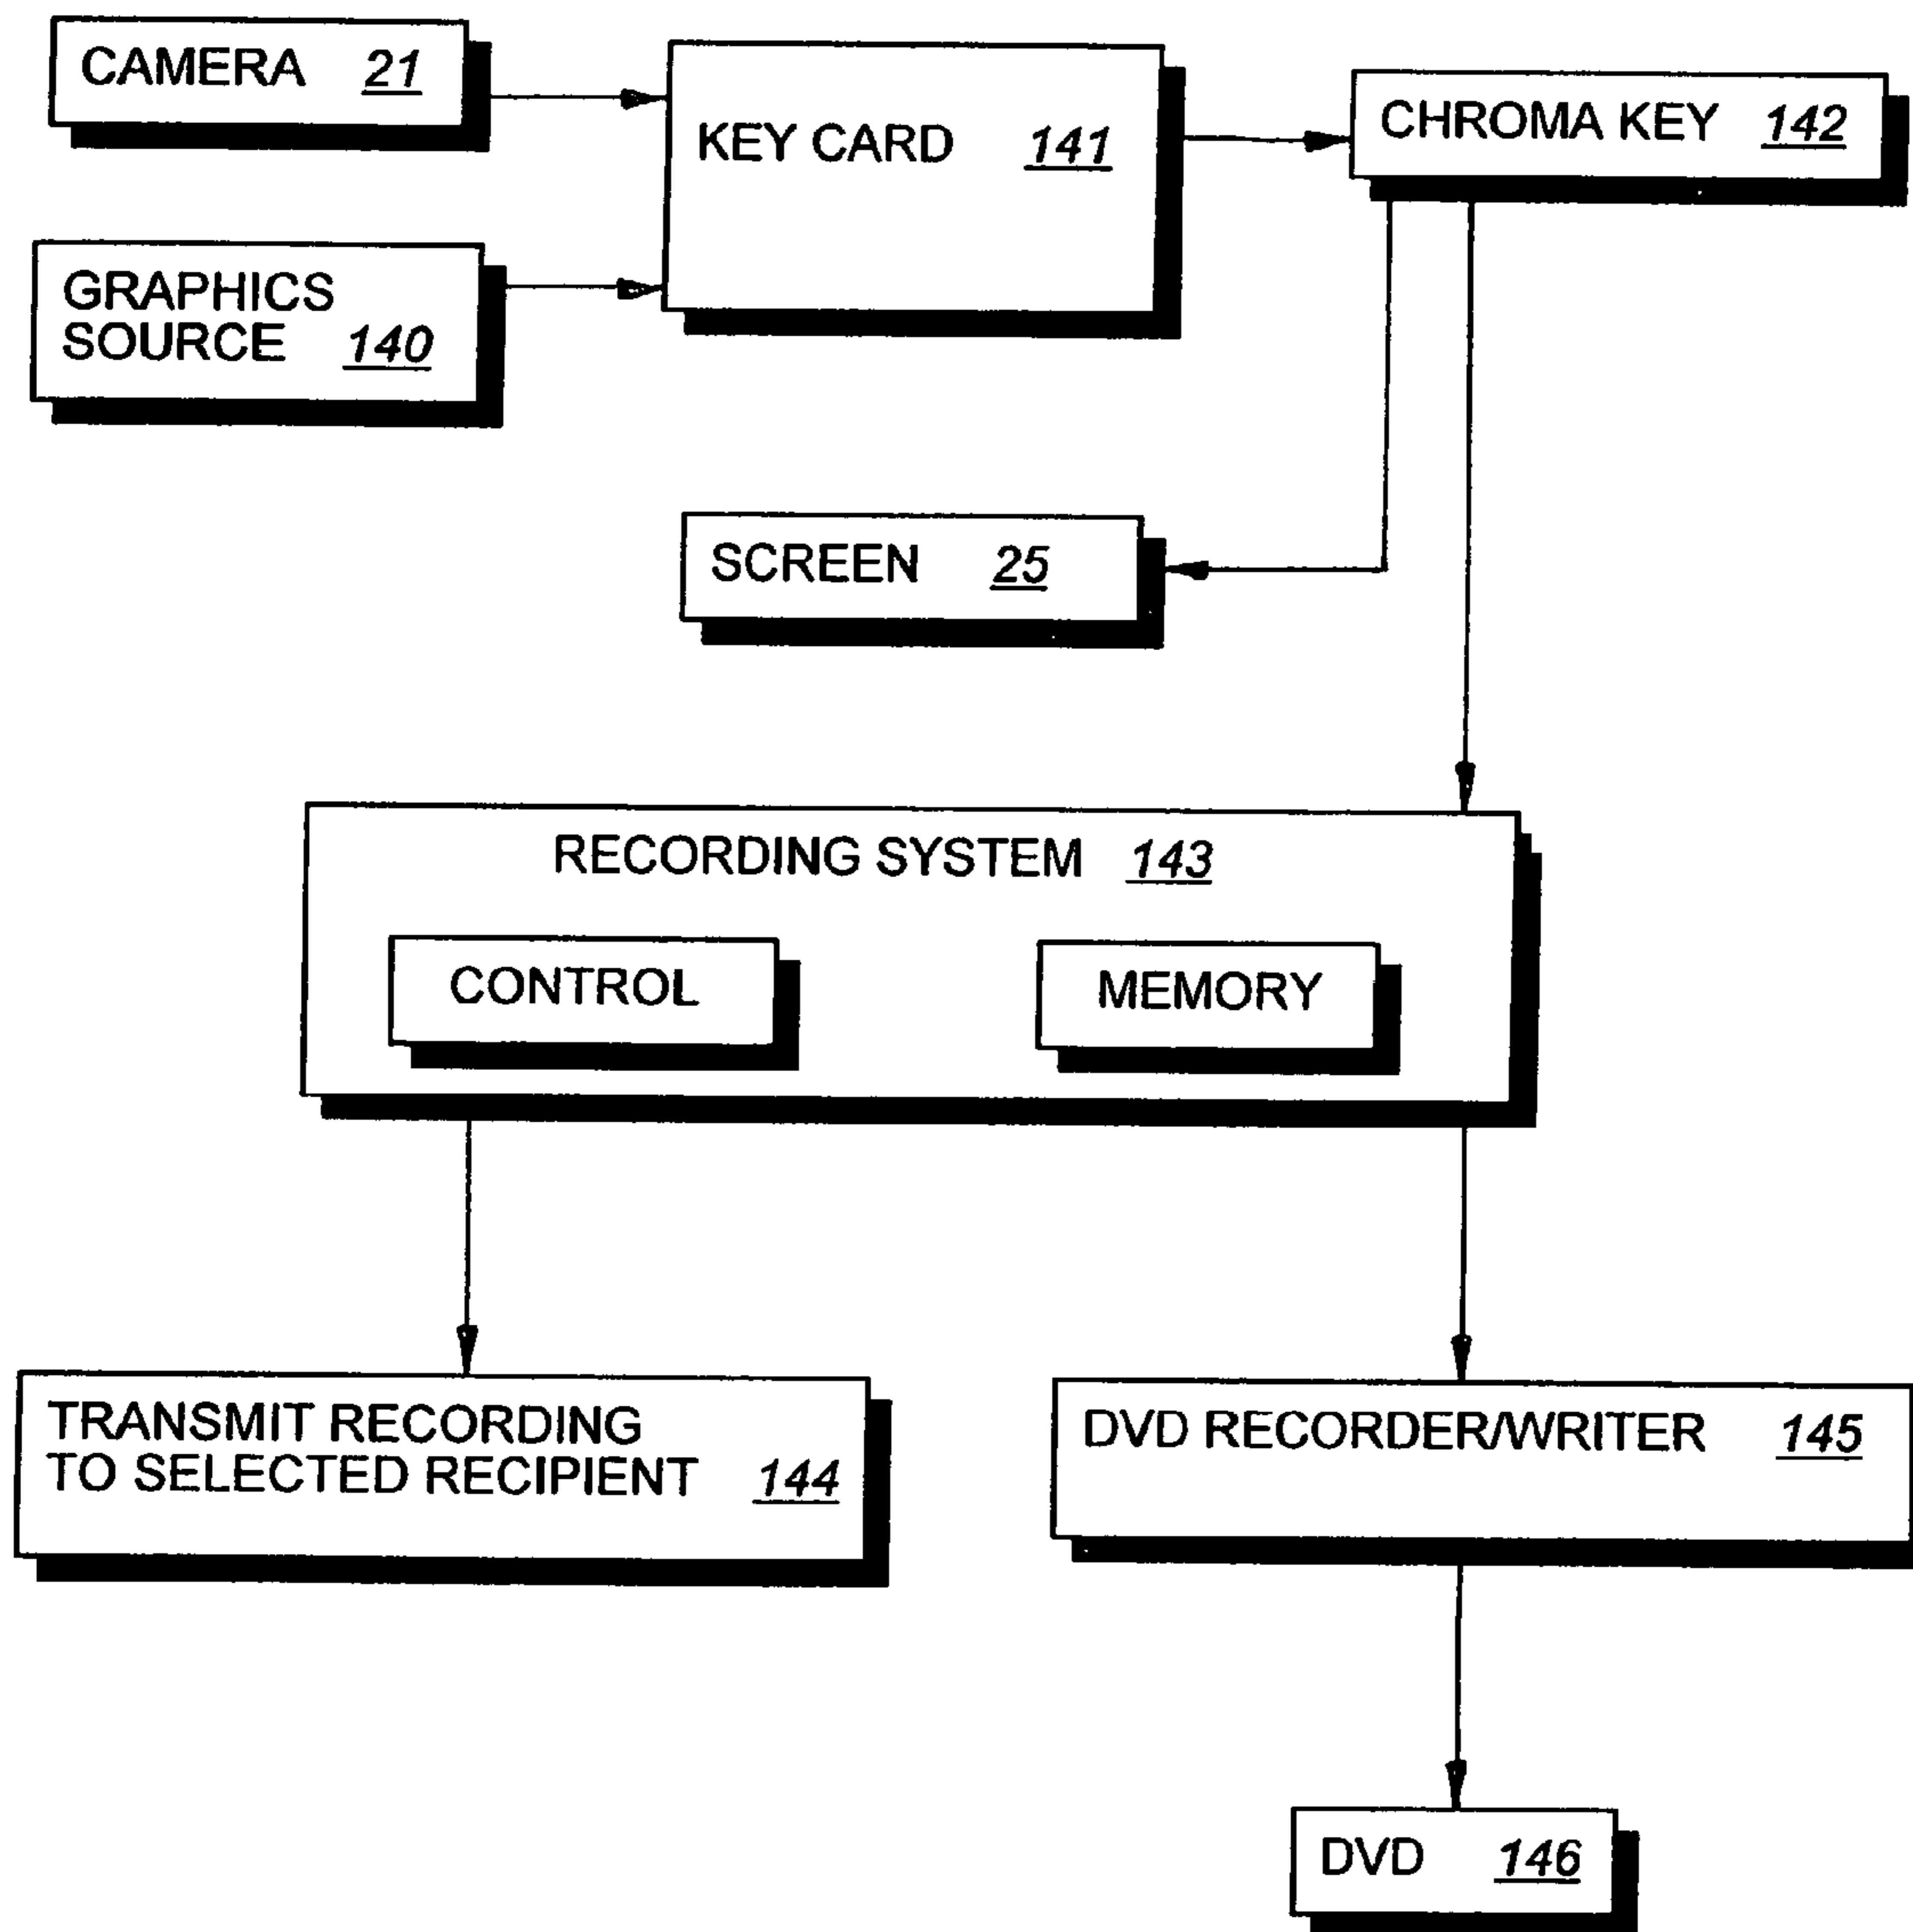 CAMERA 21
KEY CARD 141
CHROMA KEY 142
GRAPHICS
SOURCE 140
SCREEN 25
RECORDING SYSTEM 143
CONTROL
MEMORY
TRANSMIT RECORDING
TO SELECTED RECIPIENT 144
DVD RECORDER/WRITER 145
DVD 146